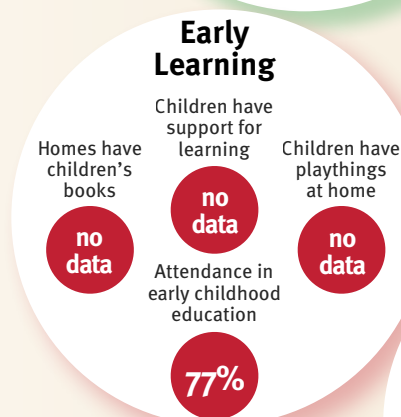 Early
Learning
Children have
support for
learning
no
data
Homes have
children's
books
no
data
Children have
playthings
at home
no
data
Attendance in
early childhood
education
77%